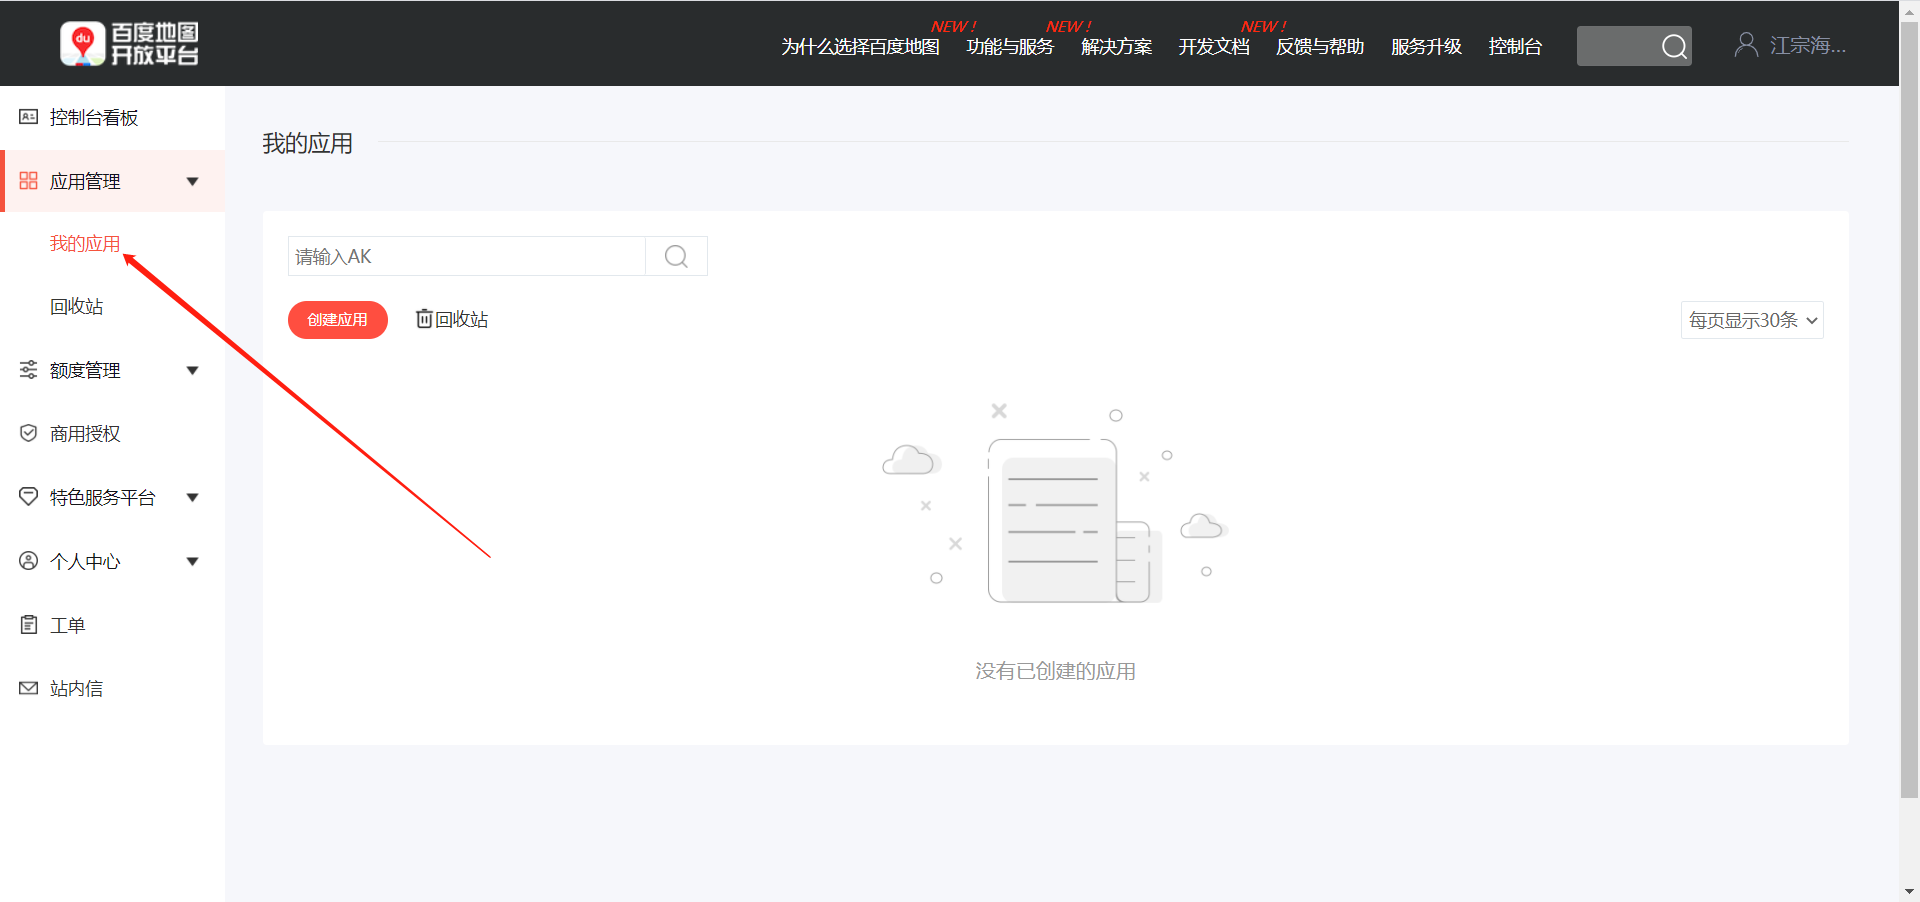 du
百度地图
开放平台
为什么选择百度地图
NEW !
功能与服务
NEW !
解决方案
开发文档
NEW !
反馈与帮助
服务升级
控制台
江宗海...
控制台看板
应用管理
我的应用
回收站
额度管理
商用授权
特色服务平台
个人中心
工单
站内信
我的应用
请输入AK
创建应用
回收站
每页显示30条
没有已创建的应用